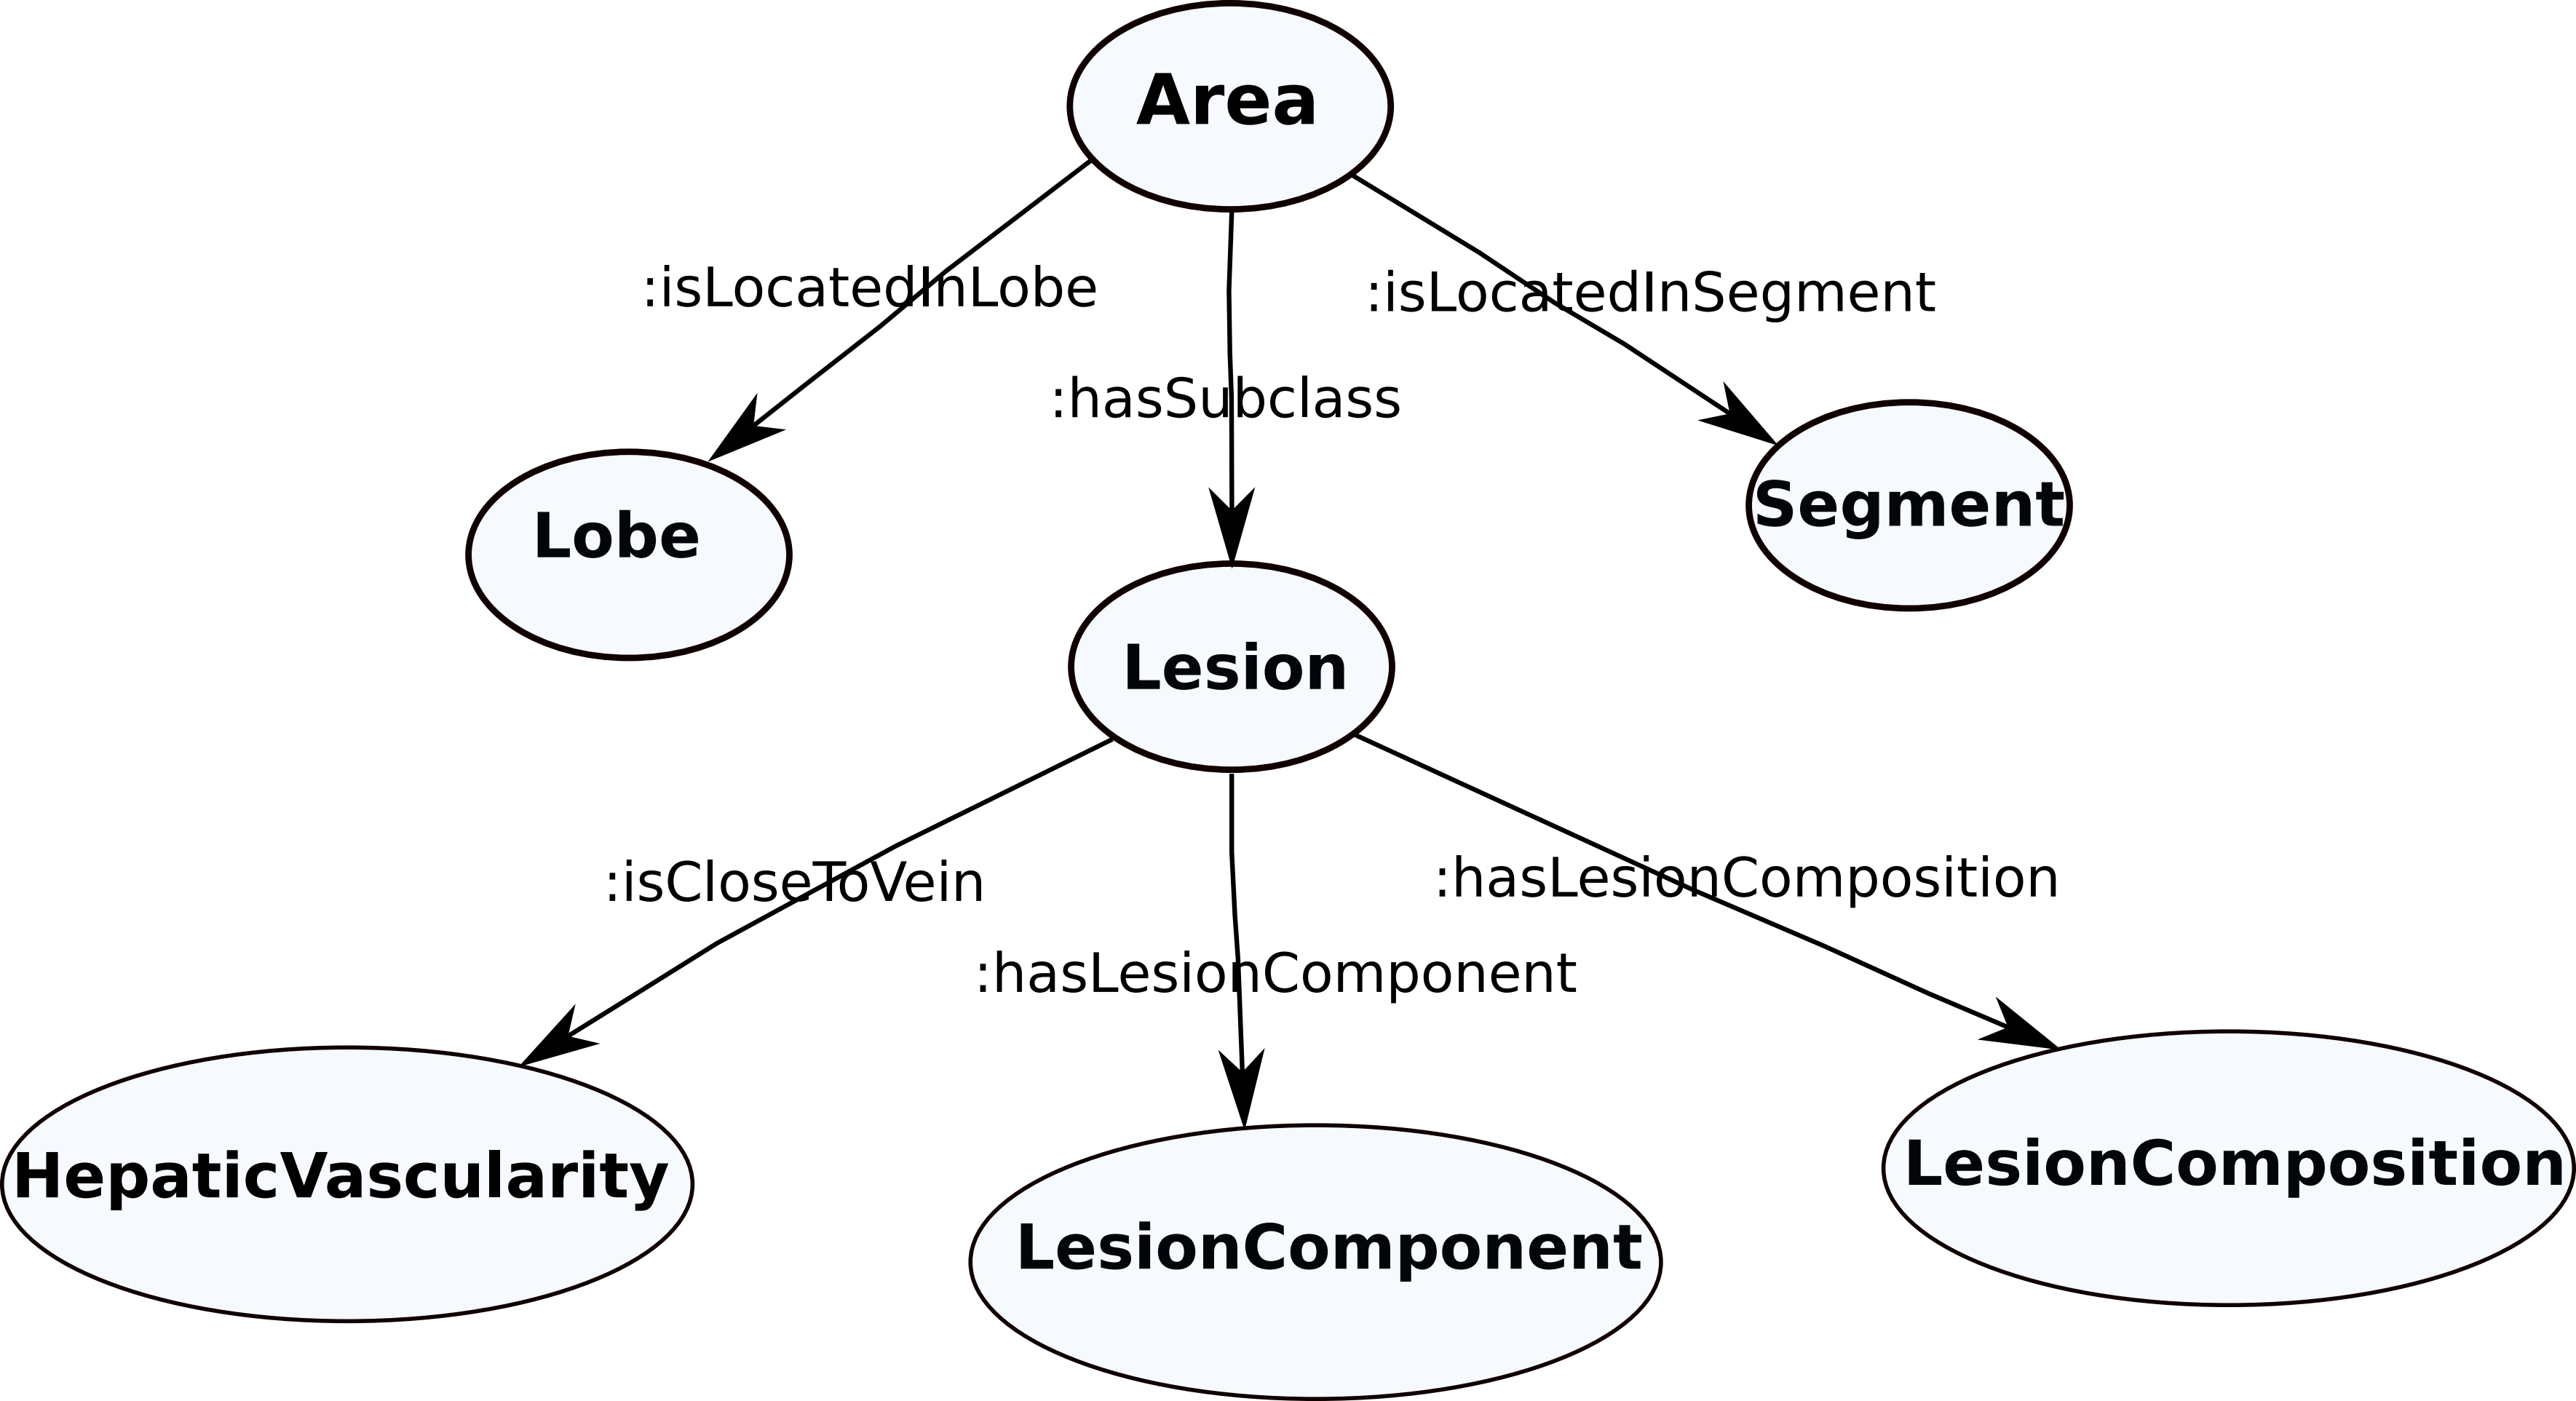 Area
:isLocatedInLobe
:isLocatedInSegment
:hasSubclass
Lobe
Segment
Lesion
:isCloseToVein
:hasLesionComposition
:hasLesionComponent
HepaticVascularity
LesionComposition
LesionComponent